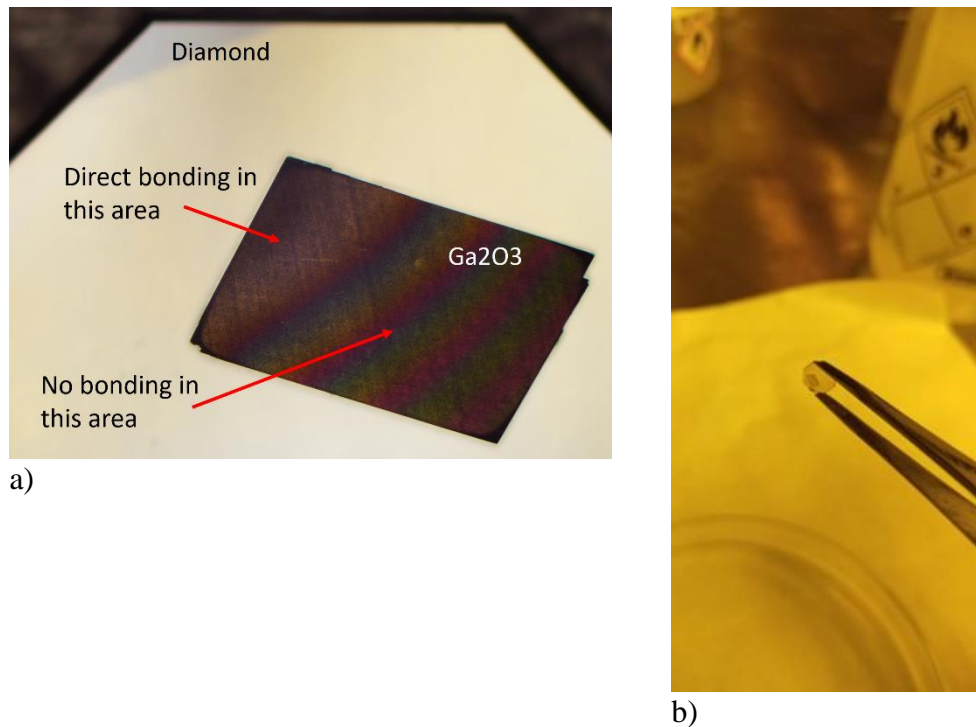 Diamond
Direct bonding in
this area
Ga2O3
No bonding in
this area
a)
b)